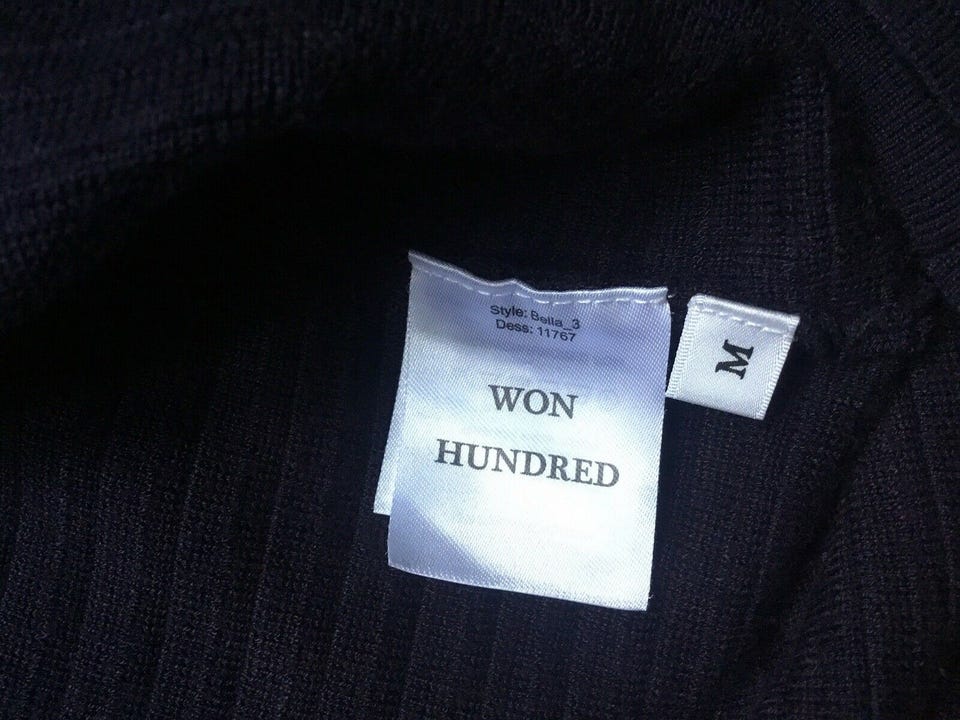 Style: Bella_3
Dess: 11767
WON
HUNDRED
M